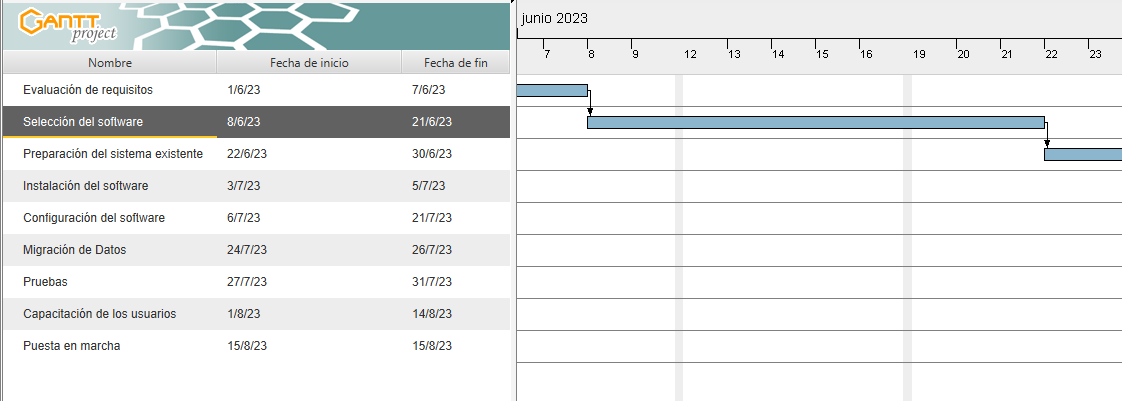 GANTT
project
junio 2023
7 8 9 12 13 14 15 16 19 20 21 22 23
Nombre Fecha de inicio Fecha de fin
Evaluación de requisitos 1/6/23 7/6/23
Selección del software 8/6/23 21/6/23
Preparación del sistema existente 22/6/23 30/6/23
Instalación del software 3/7/23 5/7/23
Configuración del software 6/7/23 21/7/23
Migración de Datos 24/7/23 26/7/23
Pruebas 27/7/23 31/7/23
Capacitación de los usuarios 1/8/23 14/8/23
Puesta en marcha 15/8/23 15/8/23